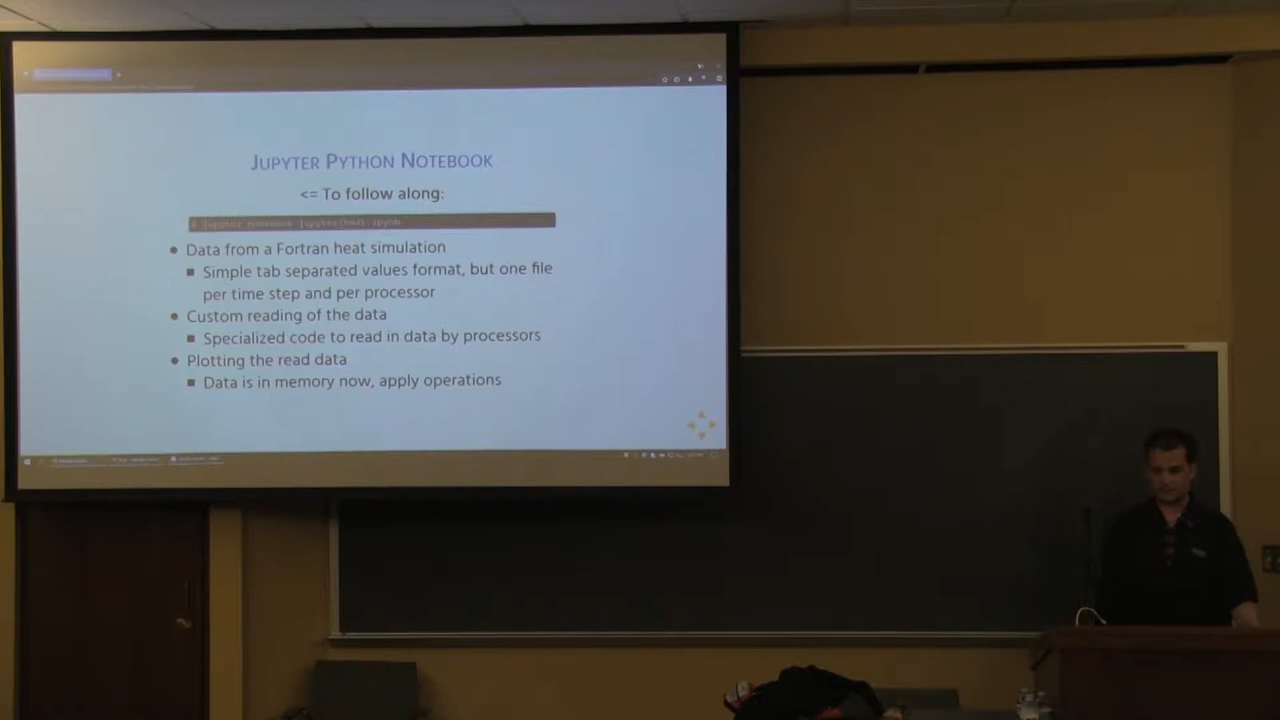 JUPYTER PYTHON NOTEBOOK
<= To follow along:
Data from a Fortran heat simulation
Simple tab separated values format, but one file
per time step and per processor
Custom reading of the data
Specialized code to read in data by processors
Plotting the read data
Data is in memory now, apply operations